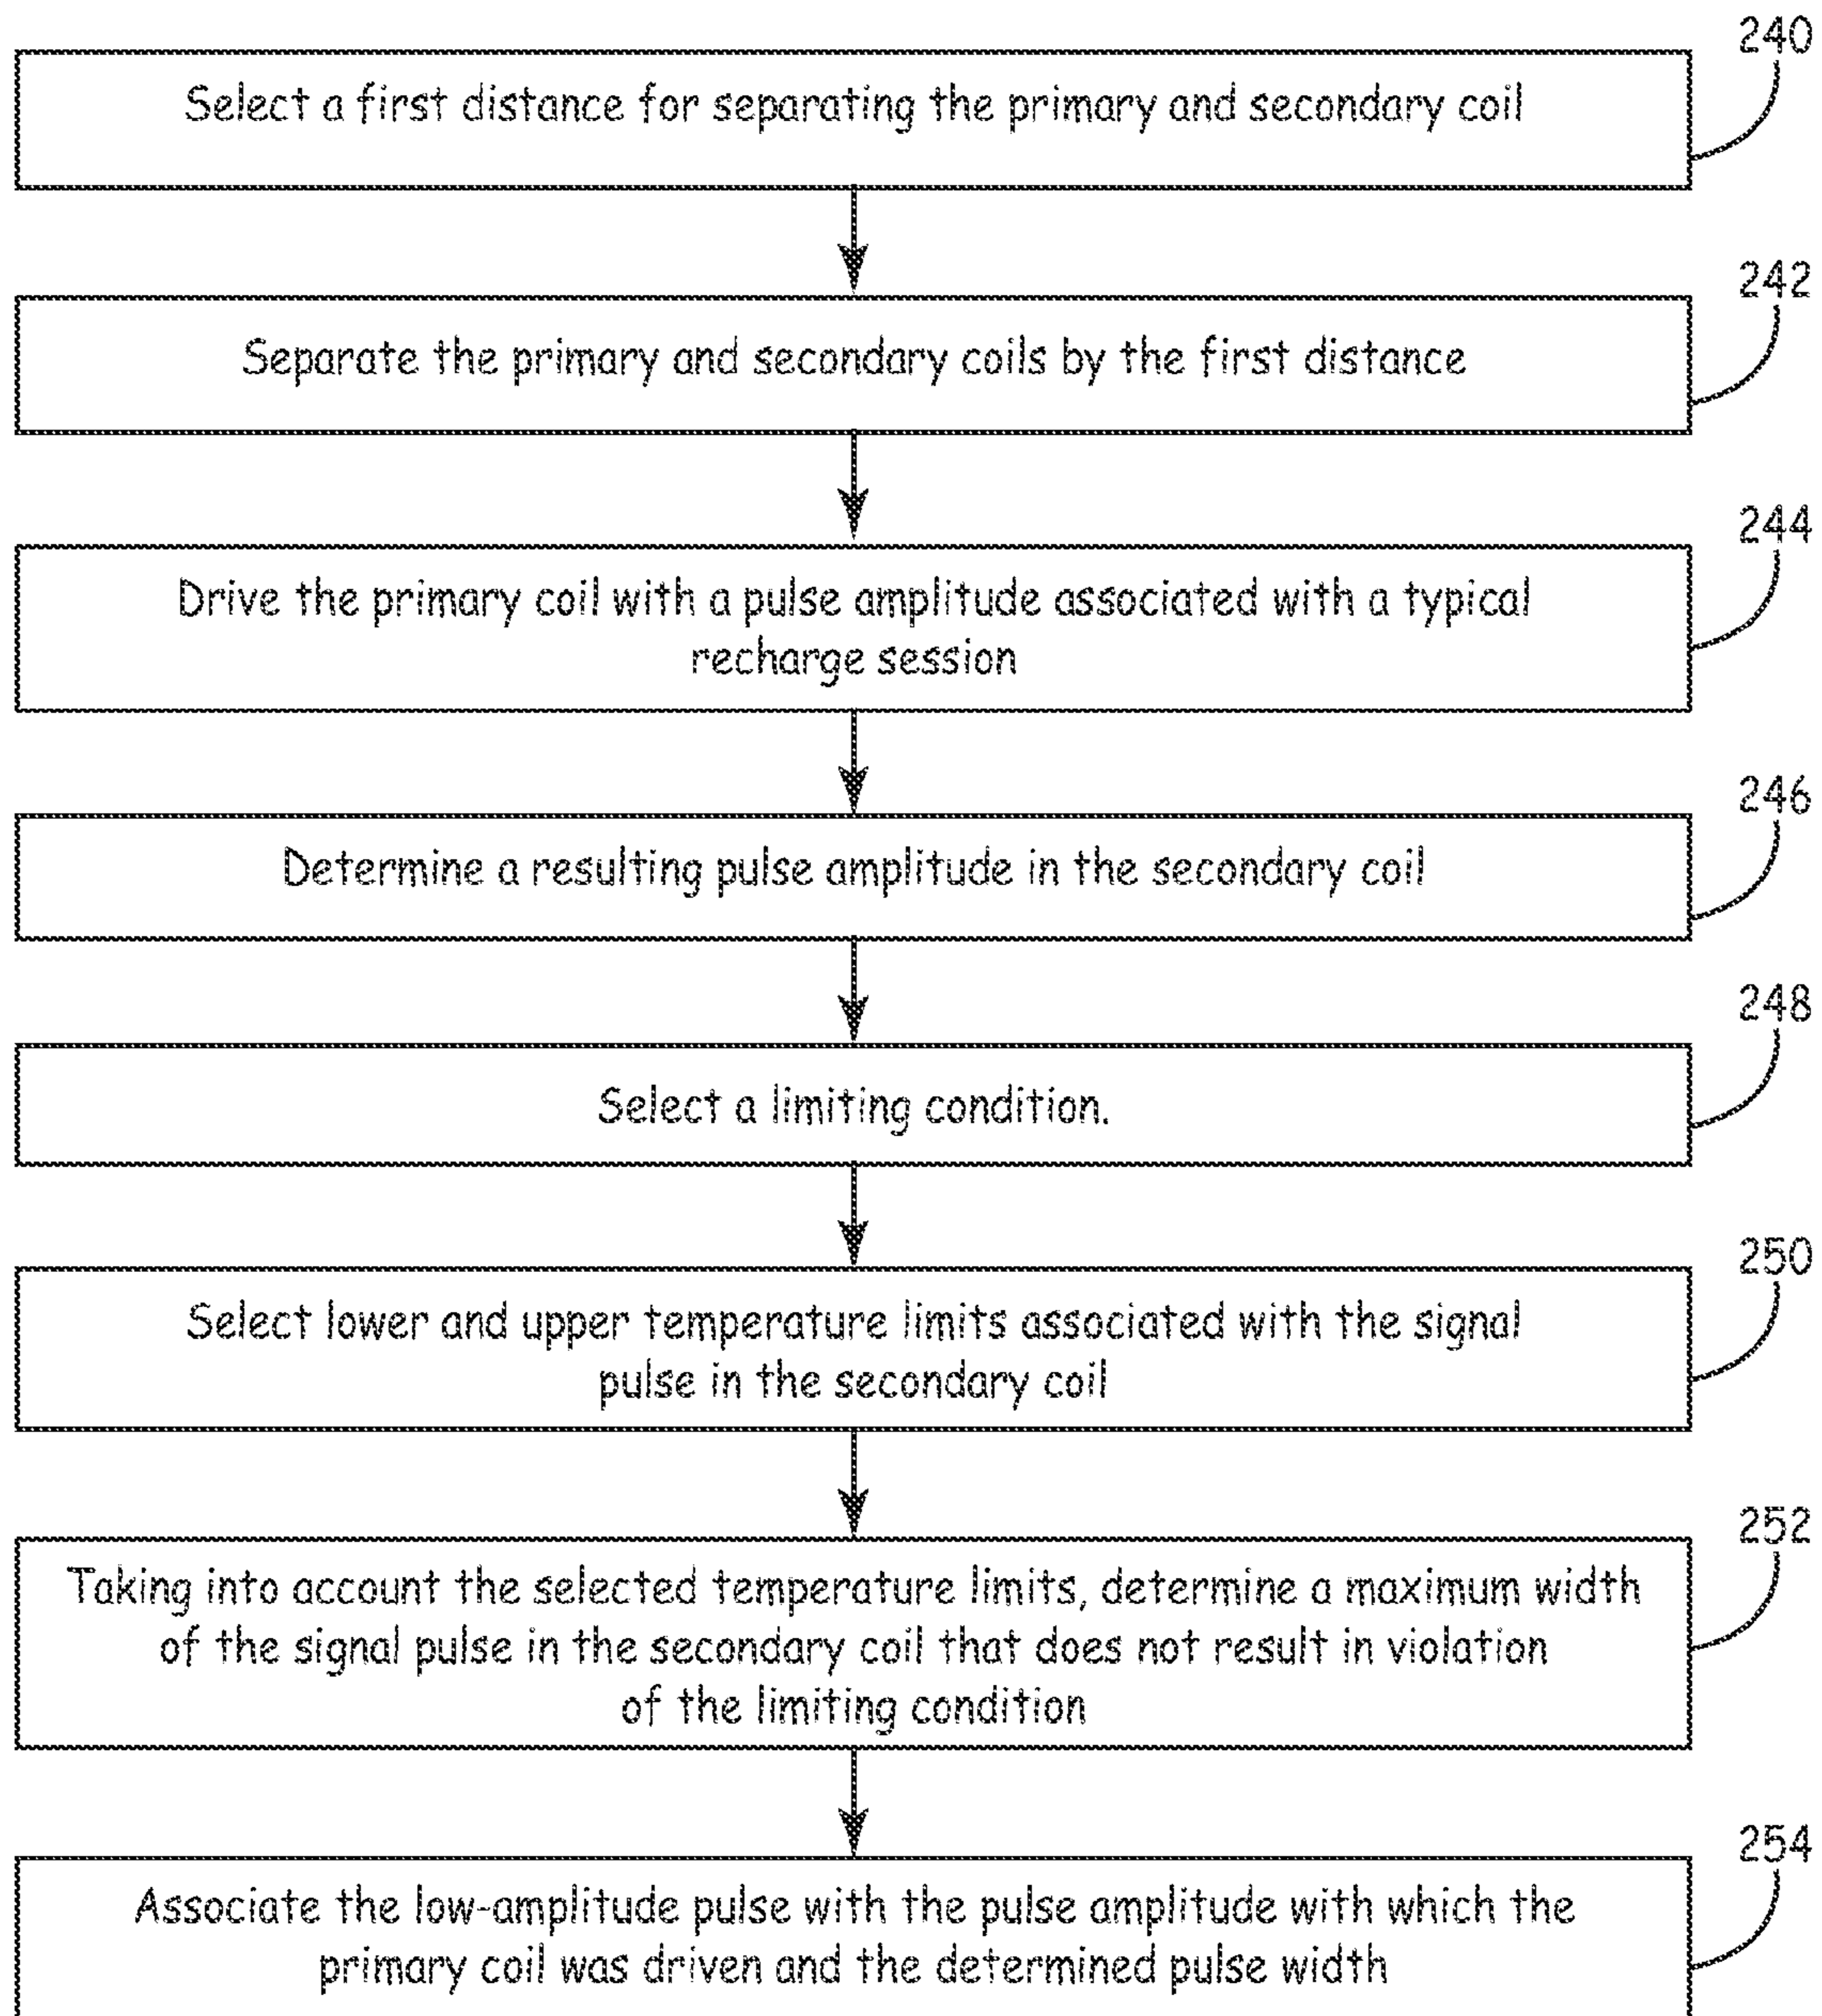 240
Select a first distance for separating the primary and secondary coil
242
Separate the primary and secondary coils by the first distance
244
Drive the primary coil with a pulse amplitude associated with a typical
recharge session
246
Determine a resulting pulse amplitude in the secondary coil
248
Select a limiting condition.
250
Select lower and upper temperature limits associated with the signal
pulse in the secondary coil
252
Taking into account the selected temperature limits, determine a maximum width
of the signal pulse in the secondary coil that does not result in violation
of the limiting condition
254
Associate the low-amplitude pulse with the pulse amplitude with which the
primary coil was driven and the determined pulse width